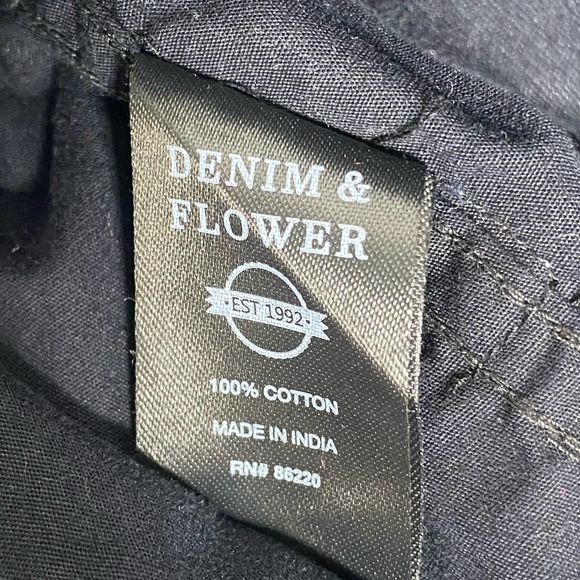 DENIM &
FLOWER
·EST 1992·
100% COTTON
MADE IN INDIA
RN# 86220